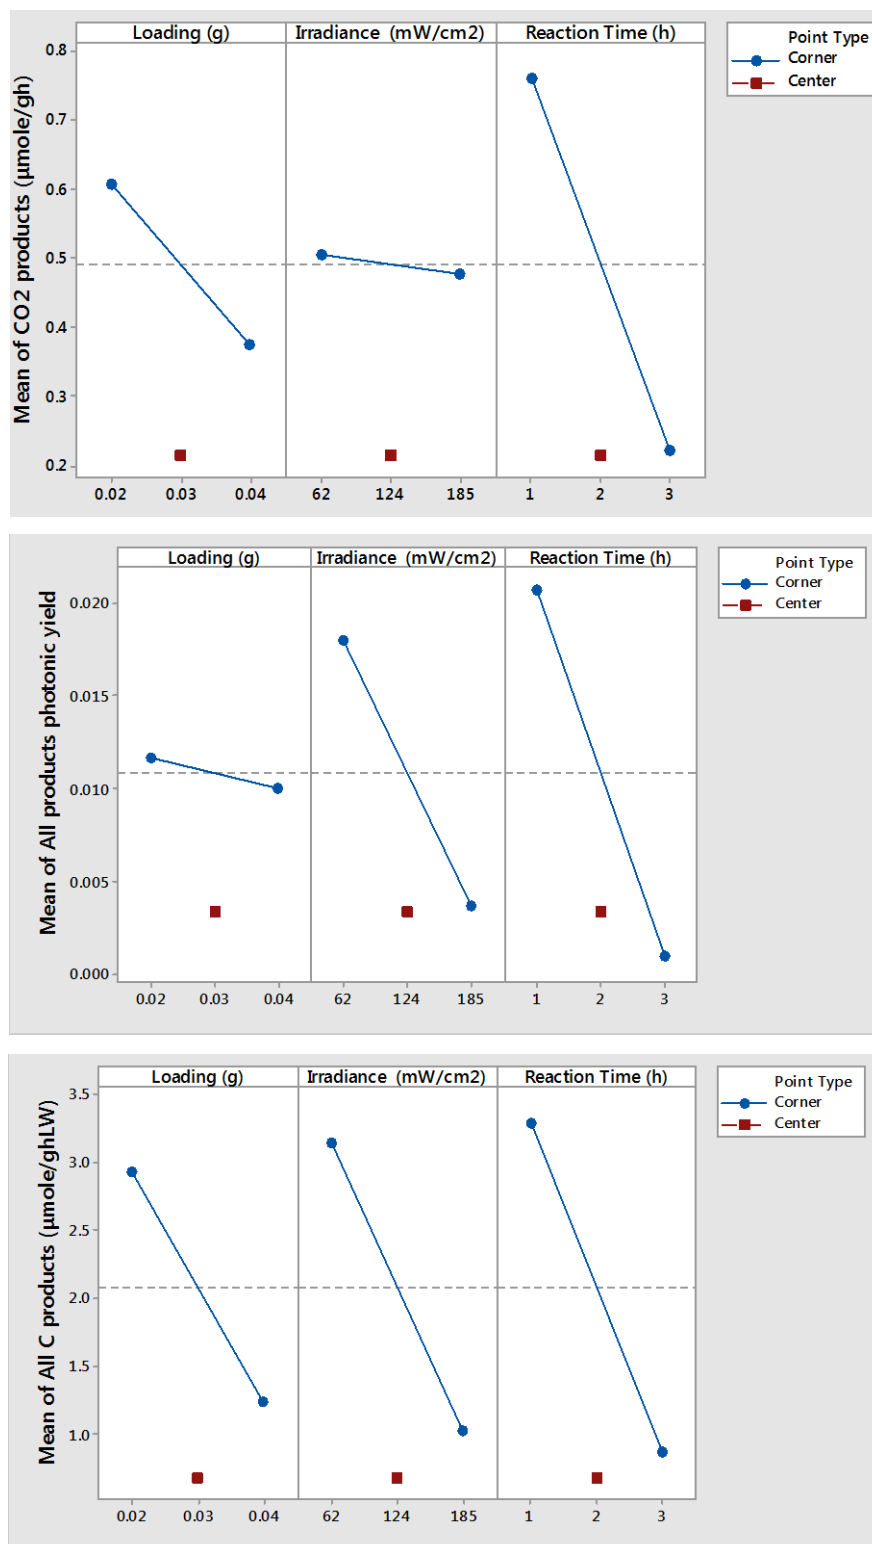 Loading (g) Irradiance (mW/cm2) Reaction Time (h)
Point Type
Corner
Center
Mean of CO2 products (µmole/gh)
0.8
0.7
0.6
0.5
0.4
0.3
0.2
0.02 0.03 0.04 62 124 185 1 2 3
Loading (g) Irradiance (mW/cm2) Reaction Time (h)
Point Type
Corner
Center
Mean of All products photonic yield
0.020
0.015
0.010
0.005
0.000
0.02 0.03 0.04 62 124 185 1 2 3
Loading (g) Irradiance (mW/cm2) Reaction Time (h)
Point Type
Corner
Center
Mean of All C products (µmole/ghLW)
3.5
3.0
2.5
2.0
1.5
1.0
0.02 0.03 0.04 62 124 185 1 2 3